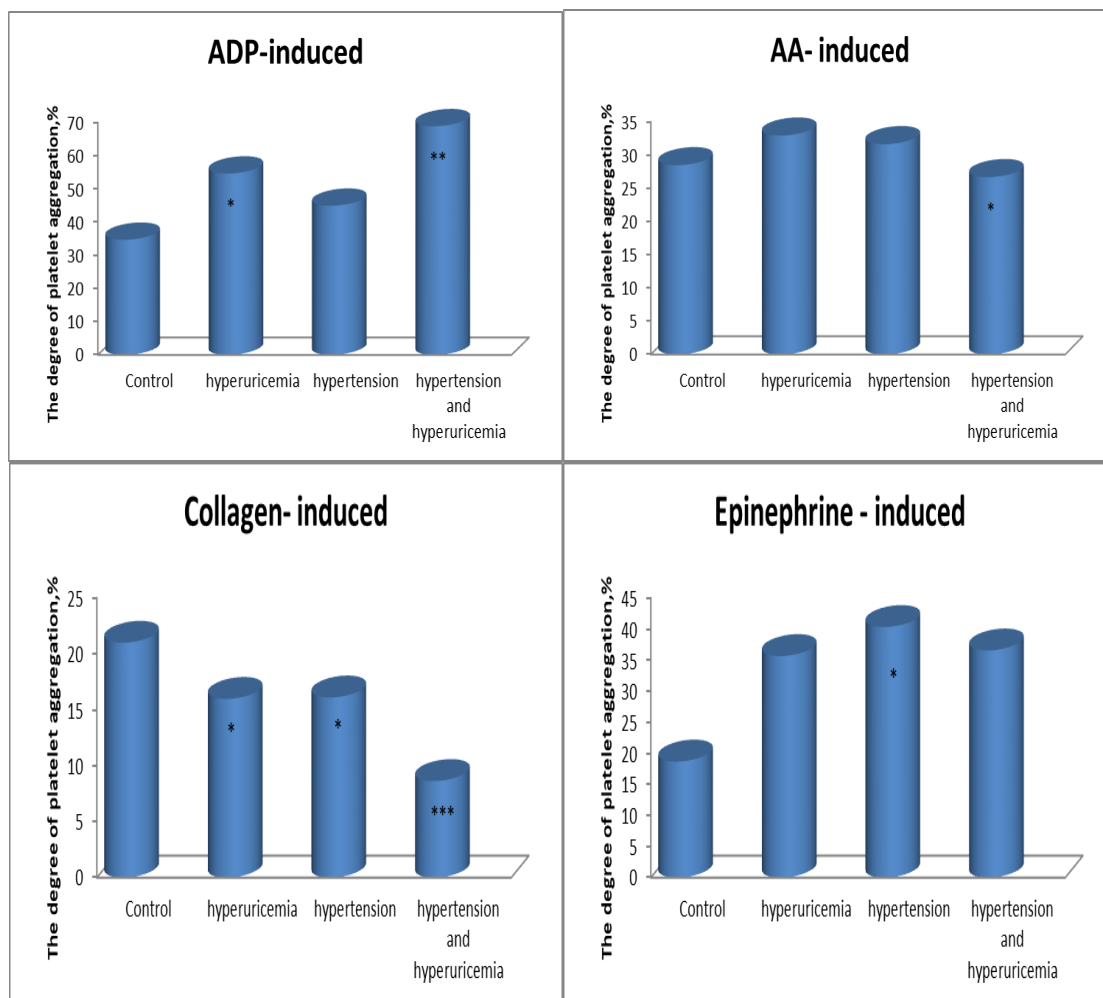 ADP-induced
The degree of platelet aggregation,%
70
60
50
40
30
20
10
0
*
**
Control
hyperuricemia
hypertension
hypertension
and
hyperuricemia
AA- induced
The degree of platelet aggregation,%
35
30
25
20
15
10
5
0
*
Control
hyperuricemia
hypertension
hypertension
and
hyperuricemia
Collagen- induced
The degree of platelet aggregation,%
25
20
15
10
5
0
*
*
***
Control
hyperuricemia
hypertension
hypertension
and
hyperuricemia
Epinephrine - induced
The degree of platelet aggregation,%
45
40
35
30
25
20
15
10
5
0
*
Control
hyperuricemia
hypertension
hypertension
and
hyperuricemia